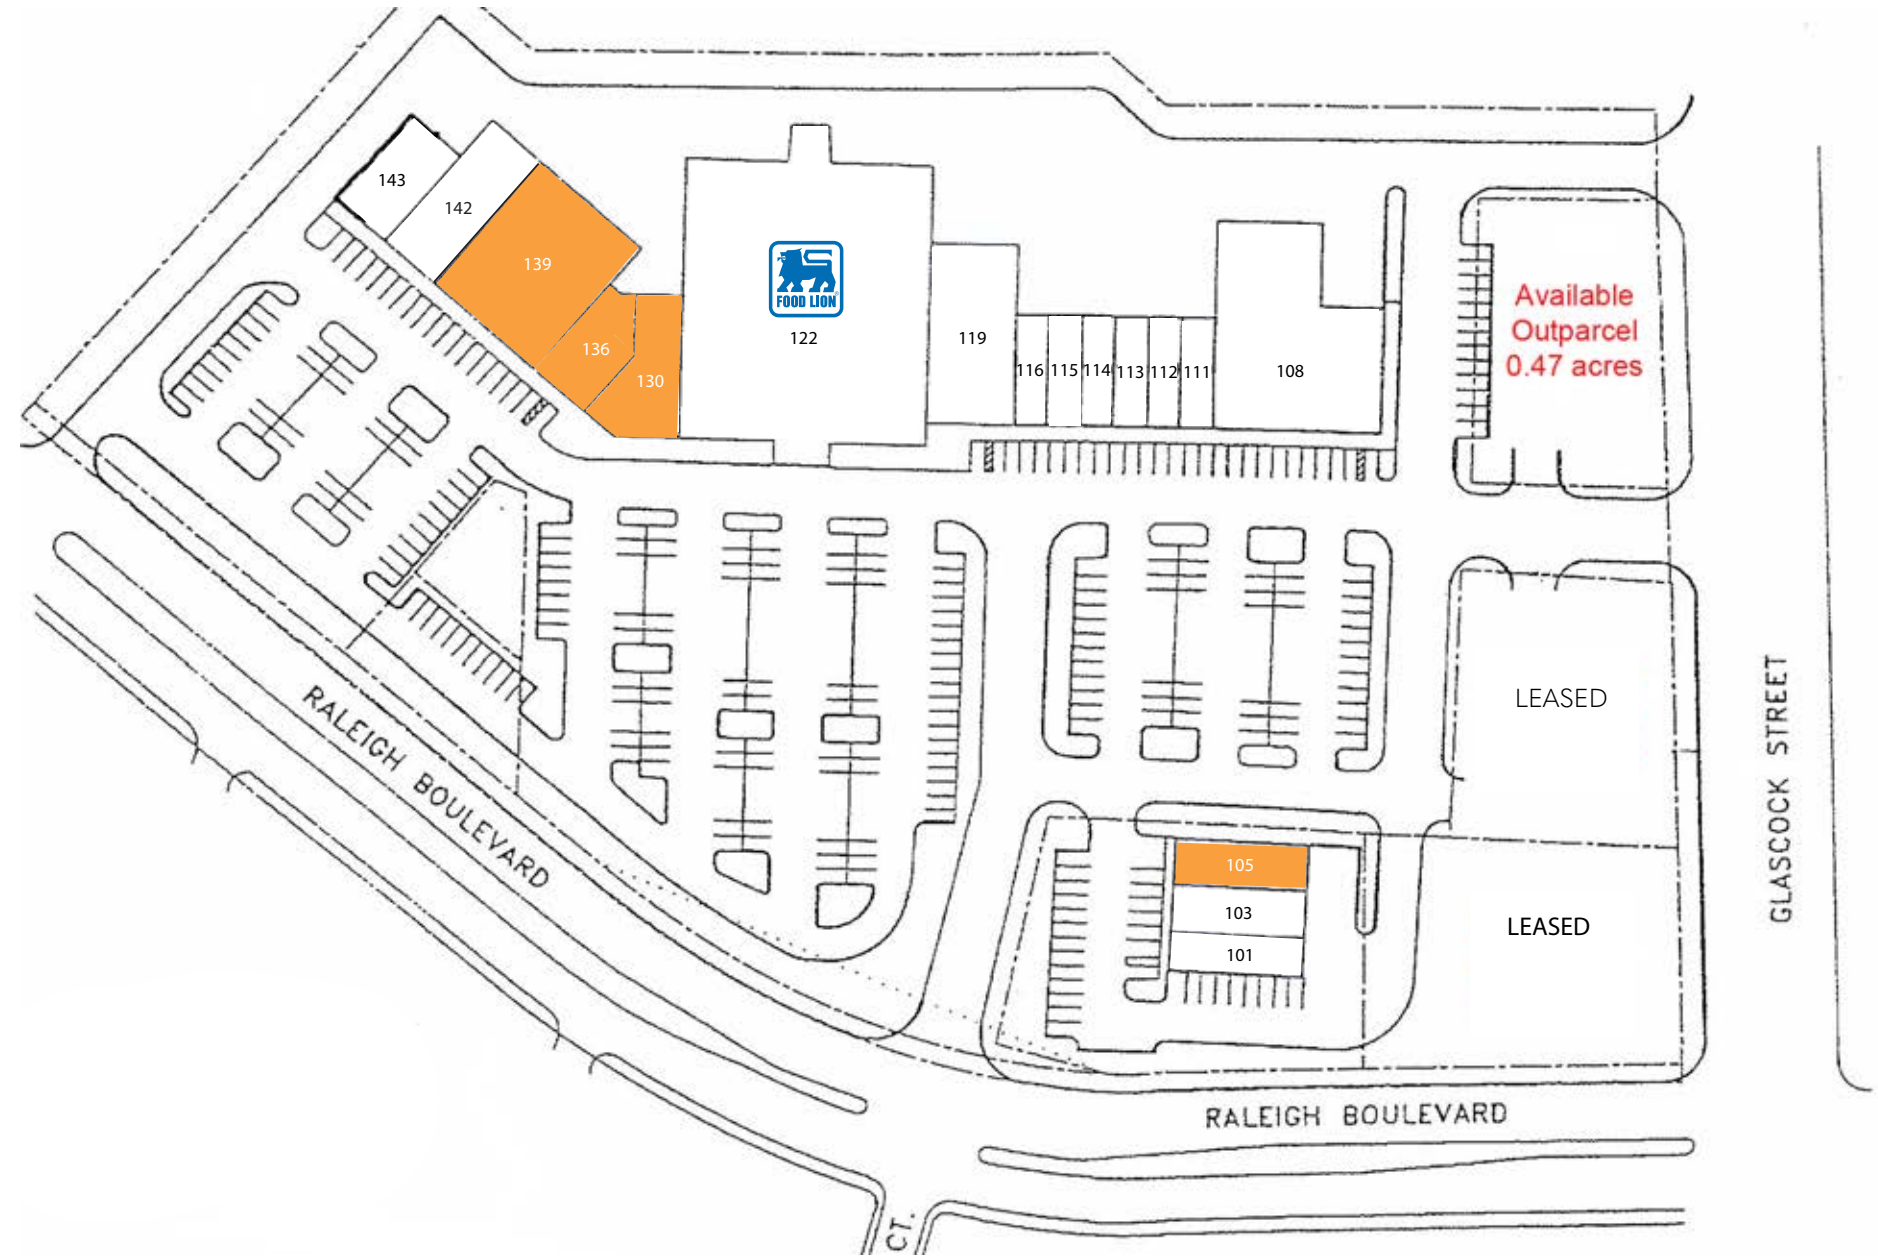 143
142
139
136
130
FOOD LION
122
119
116
115
114
113
112
111
108
Available
Outparcel
0.47 acres
LEASED
LEASED
GLASCOCK STREET
105
103
101
RALEIGH BOULEVARD
RALEIGH BOULEVARD
CT.